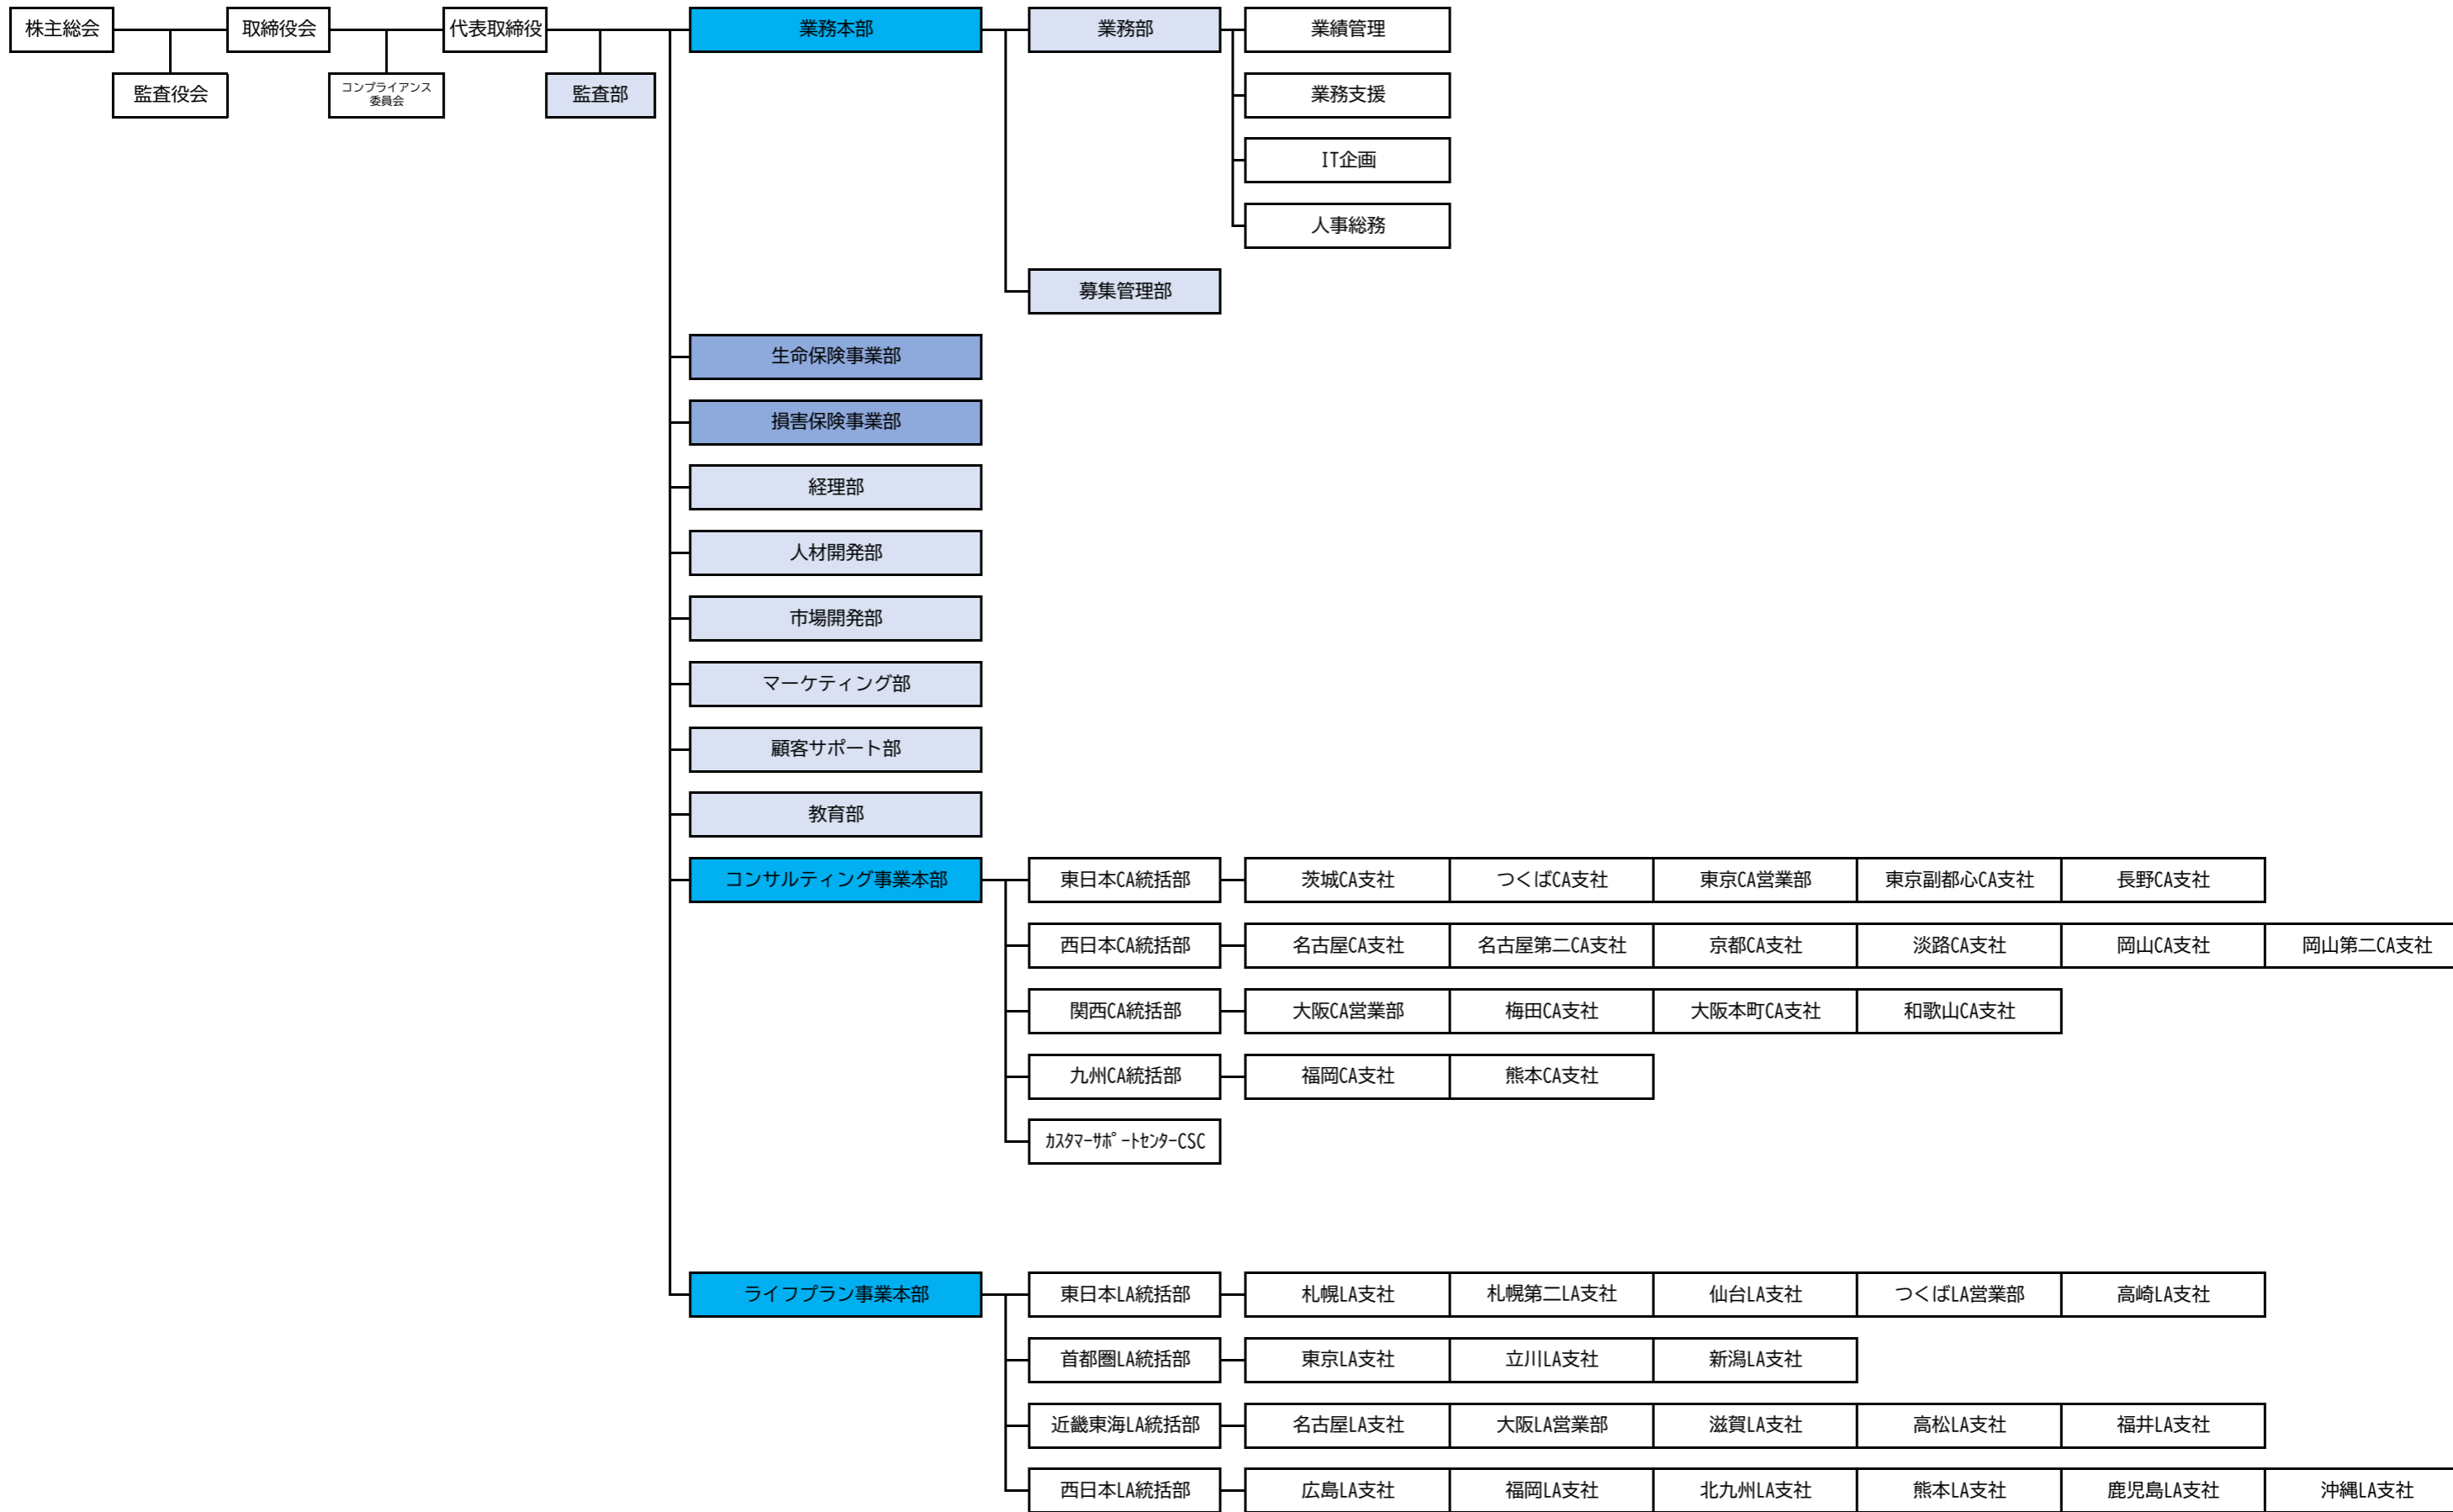 株主総会
取締役会
代表取締役
業務本部
業務部
業績管理
監査役会
コンプライアンス
委員会
監査部
業務支援
IT企画
人事総務
募集管理部
生命保険事業部
損害保険事業部
経理部
人材開発部
市場開発部
マーケティング部
顧客サポート部
教育部
コンサルティング事業本部
東日本CA統括部
茨城CA支社
つくばCA支社
東京CA営業部
東京副都心CA支社
長野CA支社
西日本CA統括部
名古屋CA支社
名古屋第二CA支社
京都CA支社
淡路CA支社
岡山CA支社
岡山第二CA支社
関西CA統括部
大阪CA営業部
梅田CA支社
大阪本町CA支社
和歌山CA支社
九州CA統括部
福岡CA支社
熊本CA支社
ｶｽﾀﾏｰｻﾎﾟｰﾄｾﾝﾀｰCSC
ライフプラン事業本部
東日本LA統括部
札幌LA支社
札幌第二LA支社
仙台LA支社
つくばLA営業部
高崎LA支社
首都圏LA統括部
東京LA支社
立川LA支社
新潟LA支社
近畿東海LA統括部
名古屋LA支社
大阪LA営業部
滋賀LA支社
高松LA支社
福井LA支社
西日本LA統括部
広島LA支社
福岡LA支社
北九州LA支社
熊本LA支社
鹿児島LA支社
沖縄LA支社